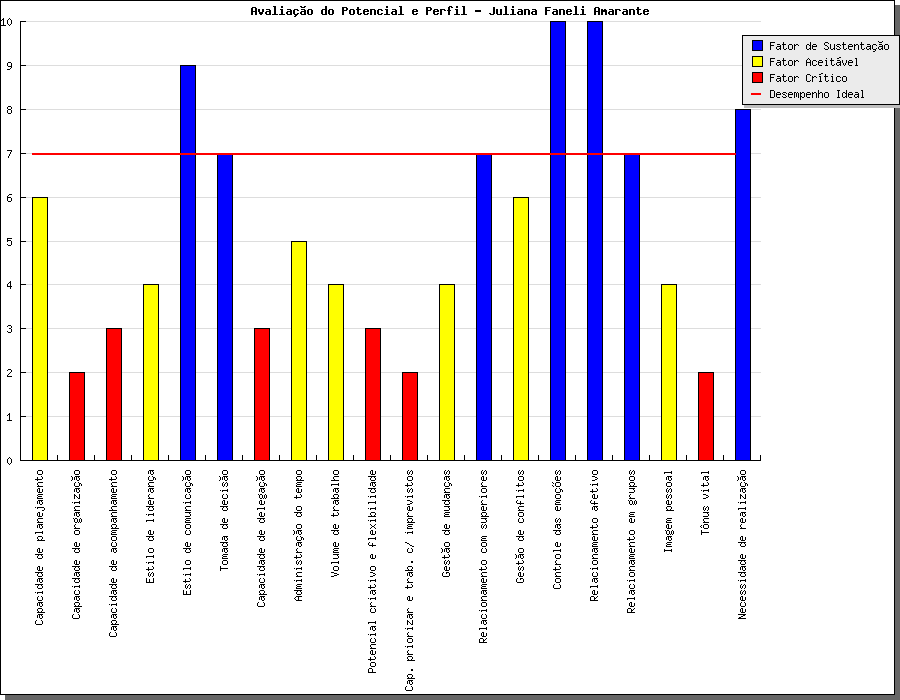 Avaliação do Potencial e Perfil - Juliana Faneli Amarante
Fator de Sustentação
Fator Aceitável
Fator Crítico
Desempenho Ideal
10
9
8
7
6
5
4
3
2
1
0
Capacidade de planejamento
Capacidade de organização
Capacidade de acompanhamento
Estilo de liderança
Estilo de comunicação
Tomada de decisão
Capacidade de delegação
Administração do tempo
Volume de trabalho
Potencial criativo e flexibilidade
Cap. priorizar e trab. c/ imprevistos
Gestão de mudanças
Relacionamento com superiores
Gestão de conflitos
Controle das emoções
Relacionamento afetivo
Relacionamento em grupos
Imagem pessoal
Tônus vital
Necessidade de realização